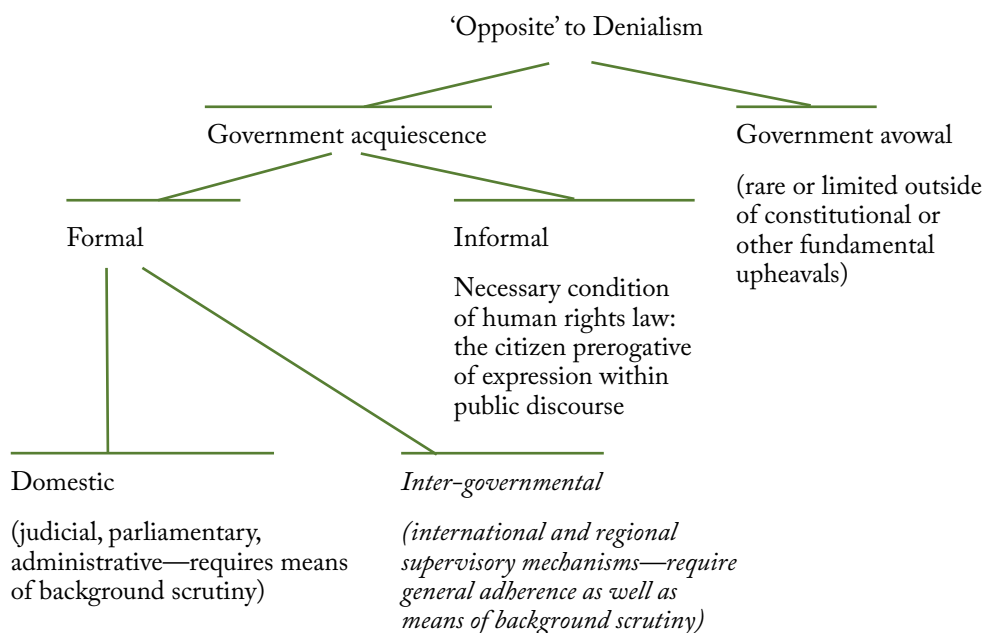 ‘Opposite’ to Denialism
Government acquiescence
Government avowal
(rare or limited outside
of constitutional or
other fundamental
upheavals)
Formal
Informal
Necessary condition
of human rights law:
the citizen prerogative
of expression within
public discourse
Domestic
(judicial, parliamentary,
administrative—requires means
of background scrutiny)
Inter-governmental
(international and regional
supervisory mechanisms—require
general adherence as well as
means of background scrutiny)